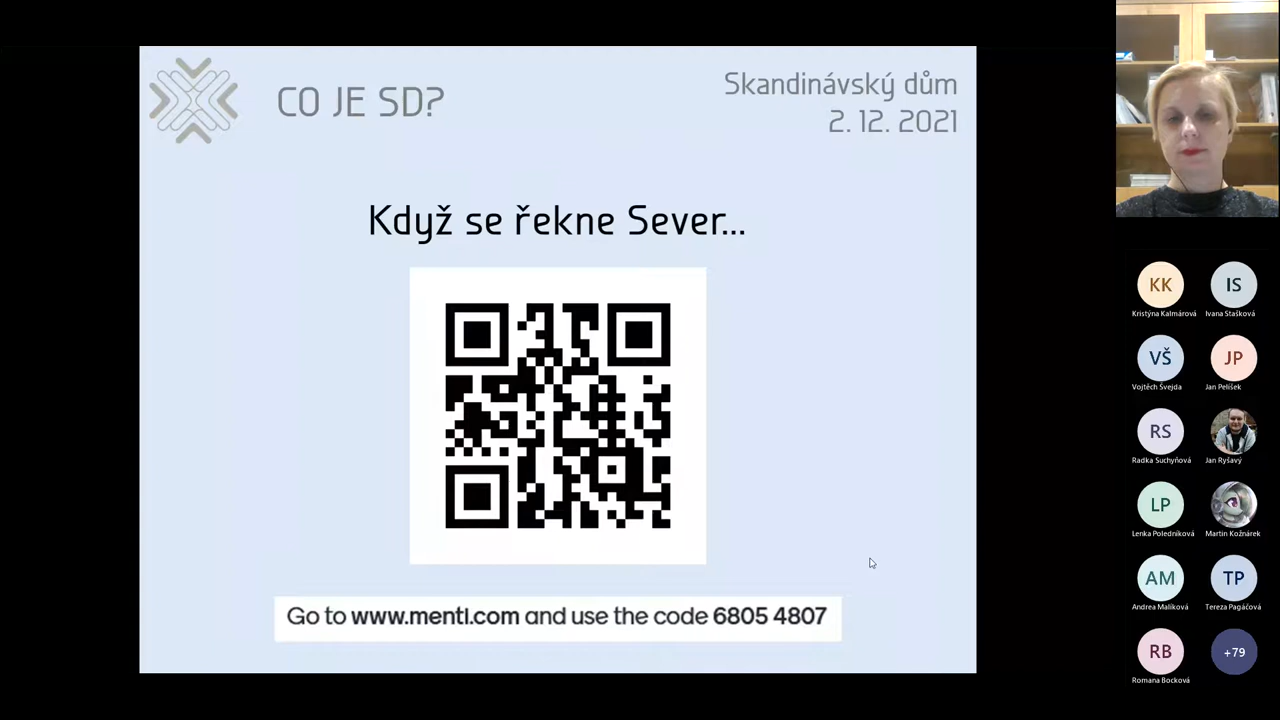 CO JE SD?
Skandinávský dům
2. 12. 2021
Když se řekne Sever...
Go to www.menti.com and use the code 6805 4807
KK
IS
Kristýna Kalmárová
Ivana Stašková
VŠ
JP
Vojtěch Švejda
Jan Pelíšek
RS
Radka Suchyňová
Jan Ryšavý
LP
Lenka Poledníková
Martin Kožnárek
AM
TP
Andrea Malíková
Tereza Pagáčová
RB
+79
Romana Bocková